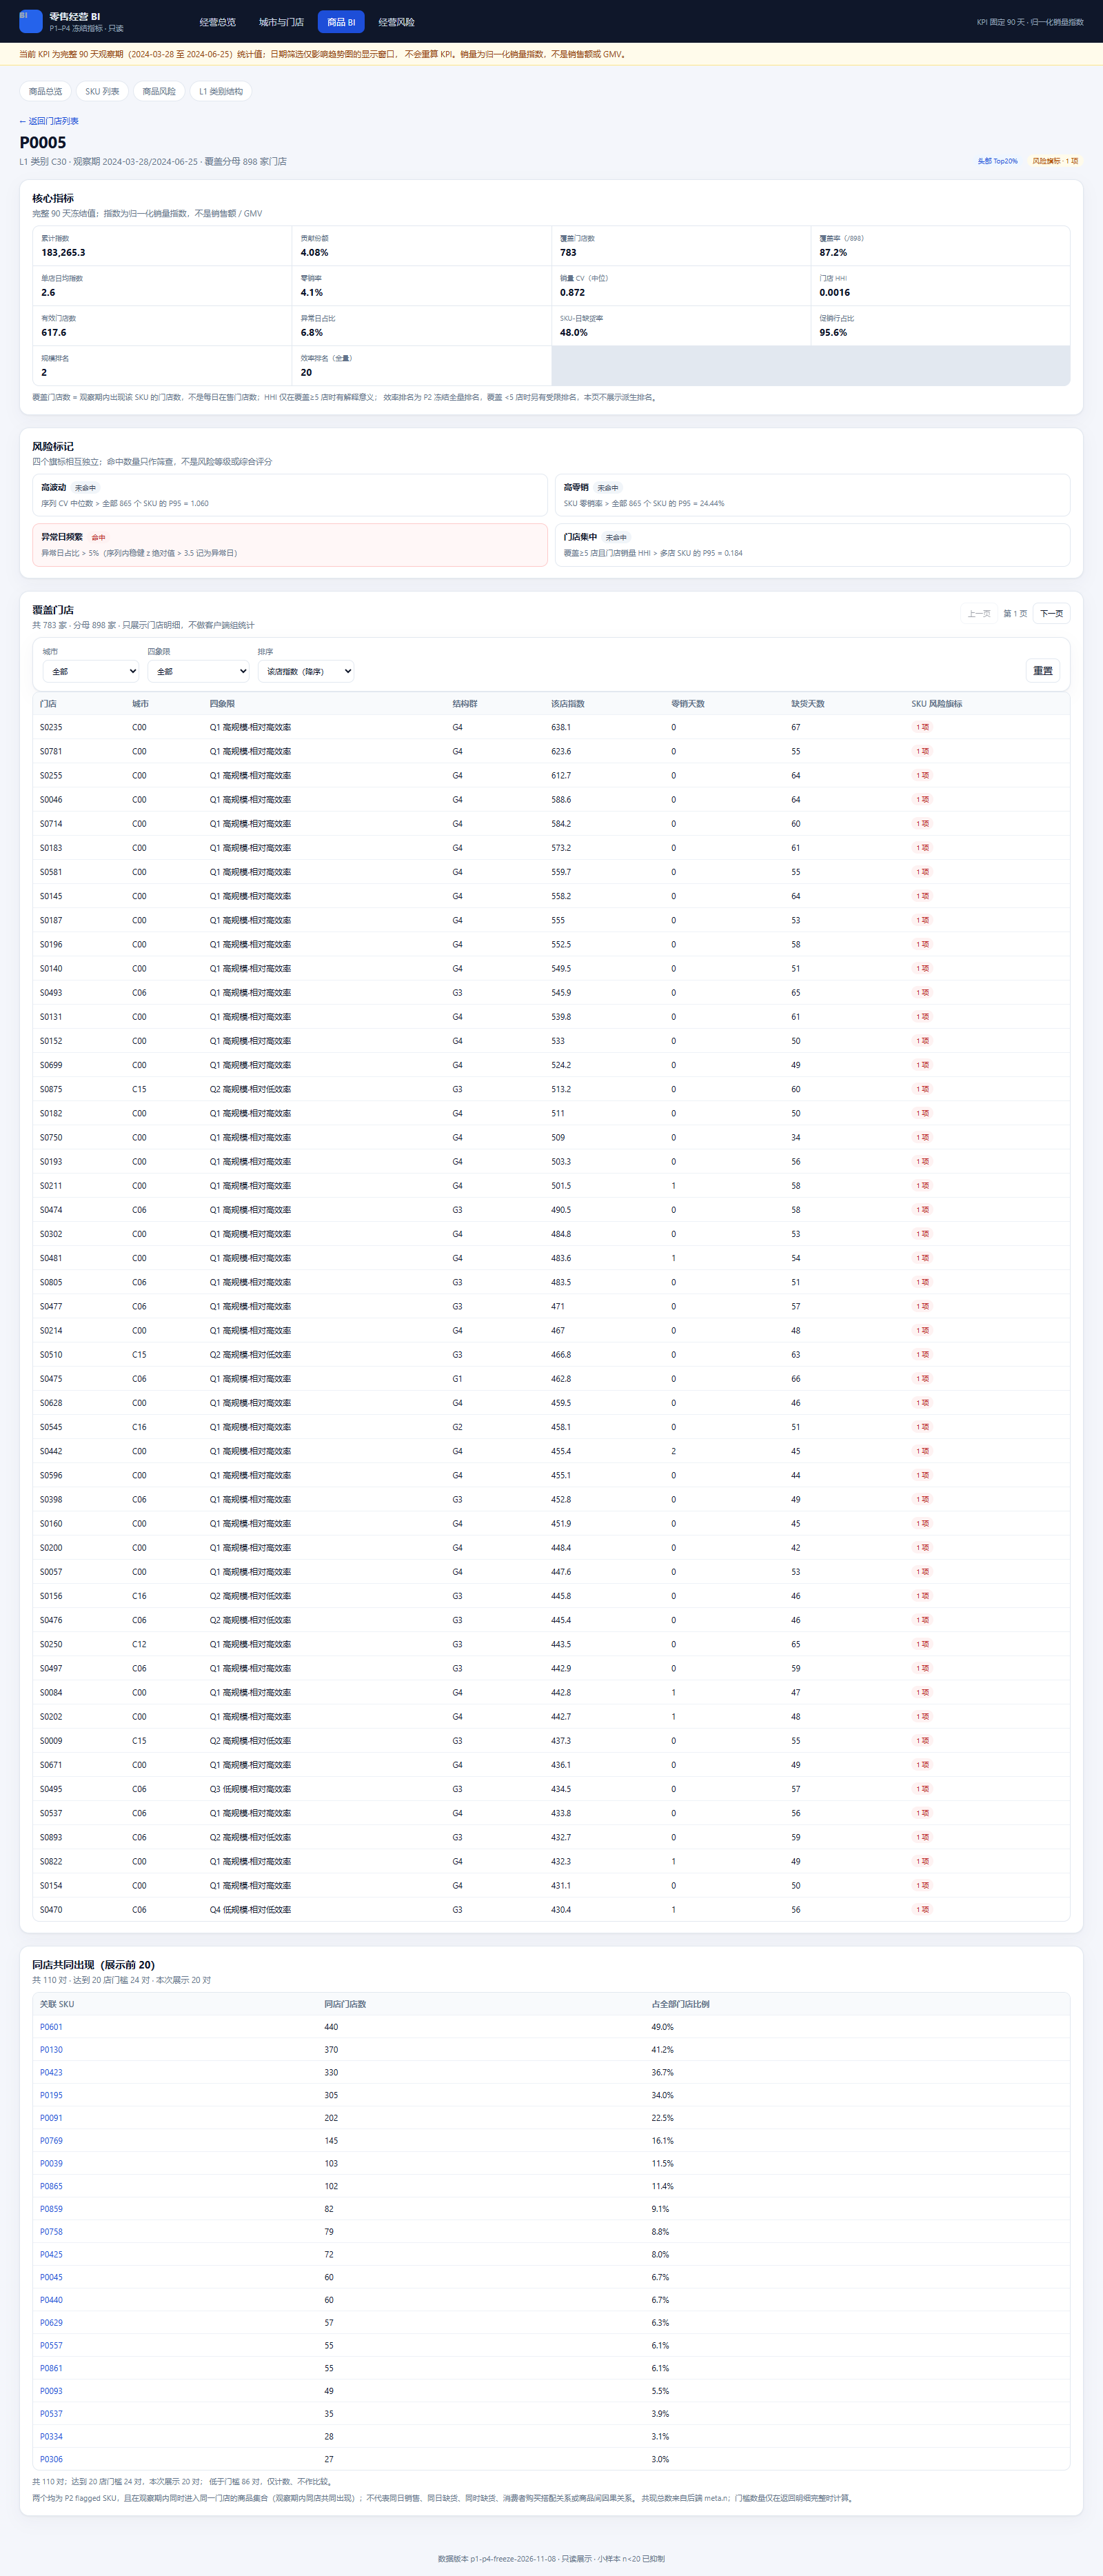 BI
零售经营 BI
P1–P4 冻结指标 · 只读
经营总览 城市与门店 商品 BI 经营风险
KPI 固定 90 天 · 归一化销量指数
当前 KPI 为完整 90 天观察期（2024-03-28 至 2024-06-25）统计值；日期筛选仅影响趋势图的显示窗口， 不会重算 KPI。销量为归一化销量指数，不是销售额或 GMV。
商品总览 SKU 列表 商品风险 L1 类别结构
← 返回门店列表
P0005
L1 类别 C30 · 观察期 2024-03-28/2024-06-25 · 覆盖分母 898 家门店
头部 Top20% 风险旗标 · 1 项
核心指标
完整 90 天冻结值；指数为归一化销量指数，不是销售额 / GMV
累计指数 贡献份额 覆盖门店数 覆盖率（/898）
183,265.3 4.08% 783 87.2%
单店日均指数 零销率 销量 CV（中位） 门店 HHI
2.6 4.1% 0.872 0.0016
有效门店数 异常日占比 SKU-日缺货率 促销行占比
617.6 6.8% 48.0% 95.6%
规模排名 效率排名（全量）
2 20
覆盖门店数 = 观察期内出现该 SKU 的门店数，不是每日在售门店数；HHI 仅在覆盖≥5 店时有解释意义； 效率排名为 P2 冻结全量排名，覆盖 <5 店时另有受限排名，本页不展示派生排名。
风险标记
四个旗标相互独立；命中数量只作筛查，不是风险等级或综合评分
高波动 未命中
序列 CV 中位数 > 全部 865 个 SKU 的 P95 = 1.060
高零销 未命中
SKU 零销率 > 全部 865 个 SKU 的 P95 = 24.44%
异常日频繁 命中
异常日占比 > 5%（序列内稳健 z 绝对值 > 3.5 记为异常日）
门店集中 未命中
覆盖≥5 店且门店销量 HHI > 多店 SKU 的 P95 = 0.184
覆盖门店
共 783 家 · 分母 898 家 · 只展示门店明细，不做客户端组统计
上一页 第 1 页 下一页
城市 四象限 排序
全部 全部 该店指数（降序） 重置
门店 城市 四象限 结构群 该店指数 零销天数 缺货天数 SKU 风险旗标
S0235 C00 Q1 高规模-相对高效率 G4 638.1 0 67 1 项
S0781 C00 Q1 高规模-相对高效率 G4 623.6 0 55 1 项
S0255 C00 Q1 高规模-相对高效率 G4 612.7 0 64 1 项
S0046 C00 Q1 高规模-相对高效率 G4 588.6 0 64 1 项
S0714 C00 Q1 高规模-相对高效率 G4 584.2 0 60 1 项
S0183 C00 Q1 高规模-相对高效率 G4 573.2 0 61 1 项
S0581 C00 Q1 高规模-相对高效率 G4 559.7 0 55 1 项
S0145 C00 Q1 高规模-相对高效率 G4 558.2 0 64 1 项
S0187 C00 Q1 高规模-相对高效率 G4 555 0 53 1 项
S0196 C00 Q1 高规模-相对高效率 G4 552.5 0 58 1 项
S0140 C00 Q1 高规模-相对高效率 G4 549.5 0 51 1 项
S0493 C06 Q1 高规模-相对高效率 G3 545.9 0 65 1 项
S0131 C00 Q1 高规模-相对高效率 G4 539.8 0 61 1 项
S0152 C00 Q1 高规模-相对高效率 G4 533 0 50 1 项
S0699 C00 Q1 高规模-相对高效率 G4 524.2 0 49 1 项
S0875 C15 Q2 高规模-相对低效率 G3 513.2 0 60 1 项
S0182 C00 Q1 高规模-相对高效率 G4 511 0 50 1 项
S0750 C00 Q1 高规模-相对高效率 G4 509 0 34 1 项
S0193 C00 Q1 高规模-相对高效率 G4 503.3 0 56 1 项
S0211 C00 Q1 高规模-相对高效率 G4 501.5 1 58 1 项
S0474 C06 Q1 高规模-相对高效率 G3 490.5 0 58 1 项
S0302 C00 Q1 高规模-相对高效率 G4 484.8 0 53 1 项
S0481 C00 Q1 高规模-相对高效率 G4 483.6 1 54 1 项
S0805 C06 Q1 高规模-相对高效率 G3 483.5 0 51 1 项
S0477 C06 Q1 高规模-相对高效率 G3 471 0 57 1 项
S0214 C00 Q1 高规模-相对高效率 G4 467 0 48 1 项
S0510 C15 Q2 高规模-相对低效率 G3 466.8 0 63 1 项
S0475 C06 Q1 高规模-相对高效率 G1 462.8 0 66 1 项
S0628 C00 Q1 高规模-相对高效率 G4 459.5 0 46 1 项
S0545 C16 Q1 高规模-相对高效率 G2 458.1 0 51 1 项
S0442 C00 Q1 高规模-相对高效率 G4 455.4 2 45 1 项
S0596 C00 Q1 高规模-相对高效率 G4 455.1 0 44 1 项
S0398 C06 Q1 高规模-相对高效率 G3 452.8 0 49 1 项
S0160 C00 Q1 高规模-相对高效率 G4 451.9 0 45 1 项
S0200 C00 Q1 高规模-相对高效率 G4 448.4 0 42 1 项
S0057 C00 Q1 高规模-相对高效率 G4 447.6 0 53 1 项
S0156 C16 Q2 高规模-相对低效率 G3 445.8 0 46 1 项
S0476 C06 Q2 高规模-相对低效率 G3 445.4 0 46 1 项
S0250 C12 Q1 高规模-相对高效率 G3 443.5 0 65 1 项
S0497 C06 Q1 高规模-相对高效率 G3 442.9 0 59 1 项
S0084 C00 Q1 高规模-相对高效率 G4 442.8 1 47 1 项
S0202 C00 Q1 高规模-相对高效率 G4 442.7 1 48 1 项
S0009 C15 Q2 高规模-相对低效率 G3 437.3 0 55 1 项
S0671 C00 Q1 高规模-相对高效率 G4 436.1 0 49 1 项
S0495 C06 Q3 低规模-相对高效率 G3 434.5 0 57 1 项
S0537 C06 Q1 高规模-相对高效率 G4 433.8 0 56 1 项
S0893 C06 Q2 高规模-相对低效率 G3 432.7 0 59 1 项
S0822 C00 Q1 高规模-相对高效率 G4 432.3 1 49 1 项
S0154 C00 Q1 高规模-相对高效率 G4 431.1 0 50 1 项
S0470 C06 Q4 低规模-相对低效率 G3 430.4 1 56 1 项
同店共同出现（展示前 20）
共 110 对 · 达到 20 店门槛 24 对 · 本次展示 20 对
关联 SKU 同店门店数 占全部门店比例
P0601 440 49.0%
P0130 370 41.2%
P0423 330 36.7%
P0195 305 34.0%
P0091 202 22.5%
P0769 145 16.1%
P0039 103 11.5%
P0865 102 11.4%
P0859 82 9.1%
P0758 79 8.8%
P0425 72 8.0%
P0045 60 6.7%
P0440 60 6.7%
P0629 57 6.3%
P0557 55 6.1%
P0861 55 6.1%
P0093 49 5.5%
P0537 35 3.9%
P0334 28 3.1%
P0306 27 3.0%
共 110 对；达到 20 店门槛 24 对，本次展示 20 对； 低于门槛 86 对，仅计数、不作比较。
两个均为 P2 flagged SKU，且在观察期内同时进入同一门店的商品集合（观察期内同店共同出现）；不代表同日销售、同日缺货、同时缺货、消费者购买搭配关系或商品间因果关系。 共现总数来自后端 meta.n；门槛数量仅在返回明细完整时计算。
数据版本 p1-p4-freeze-2026-11-08 · 只读展示 · 小样本 n<20 已抑制